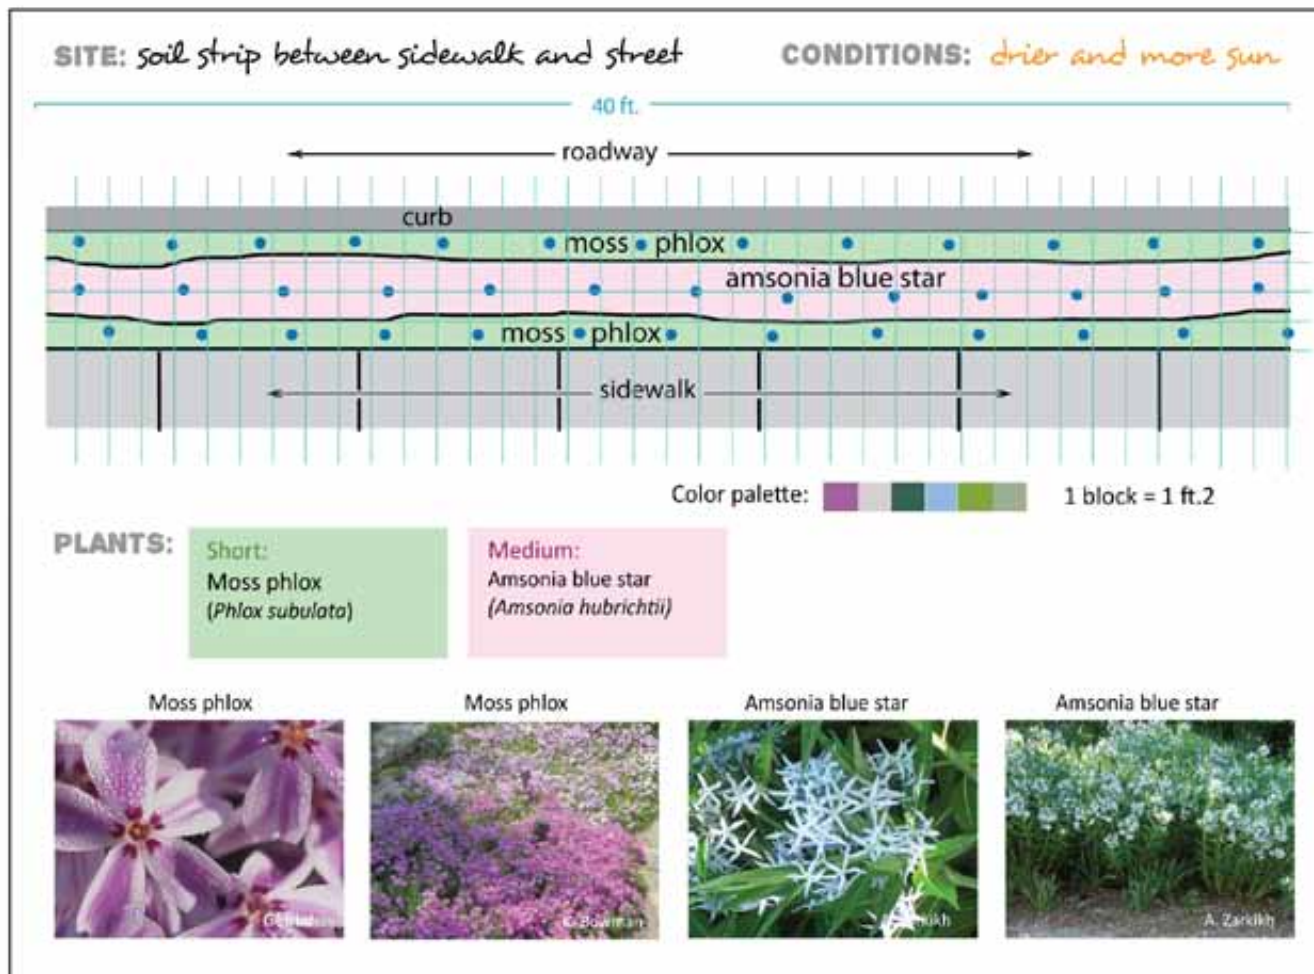 SITE: soil strip between sidewalk and street
CONDITIONS: drier and more sun
40 ft.
roadway
curb
moss phlox
amsonia blue star
moss phlox
sidewalk
Color palette:
1 block = 1 ft.2
PLANTS:
Short:
Moss phlox
(Phlox subulata)
Medium:
Amsonia blue star
(Amsonia hubrichtii)
Moss phlox
Moss phlox
Amsonia blue star
Amsonia blue star
Bowman
A. Zarkikh